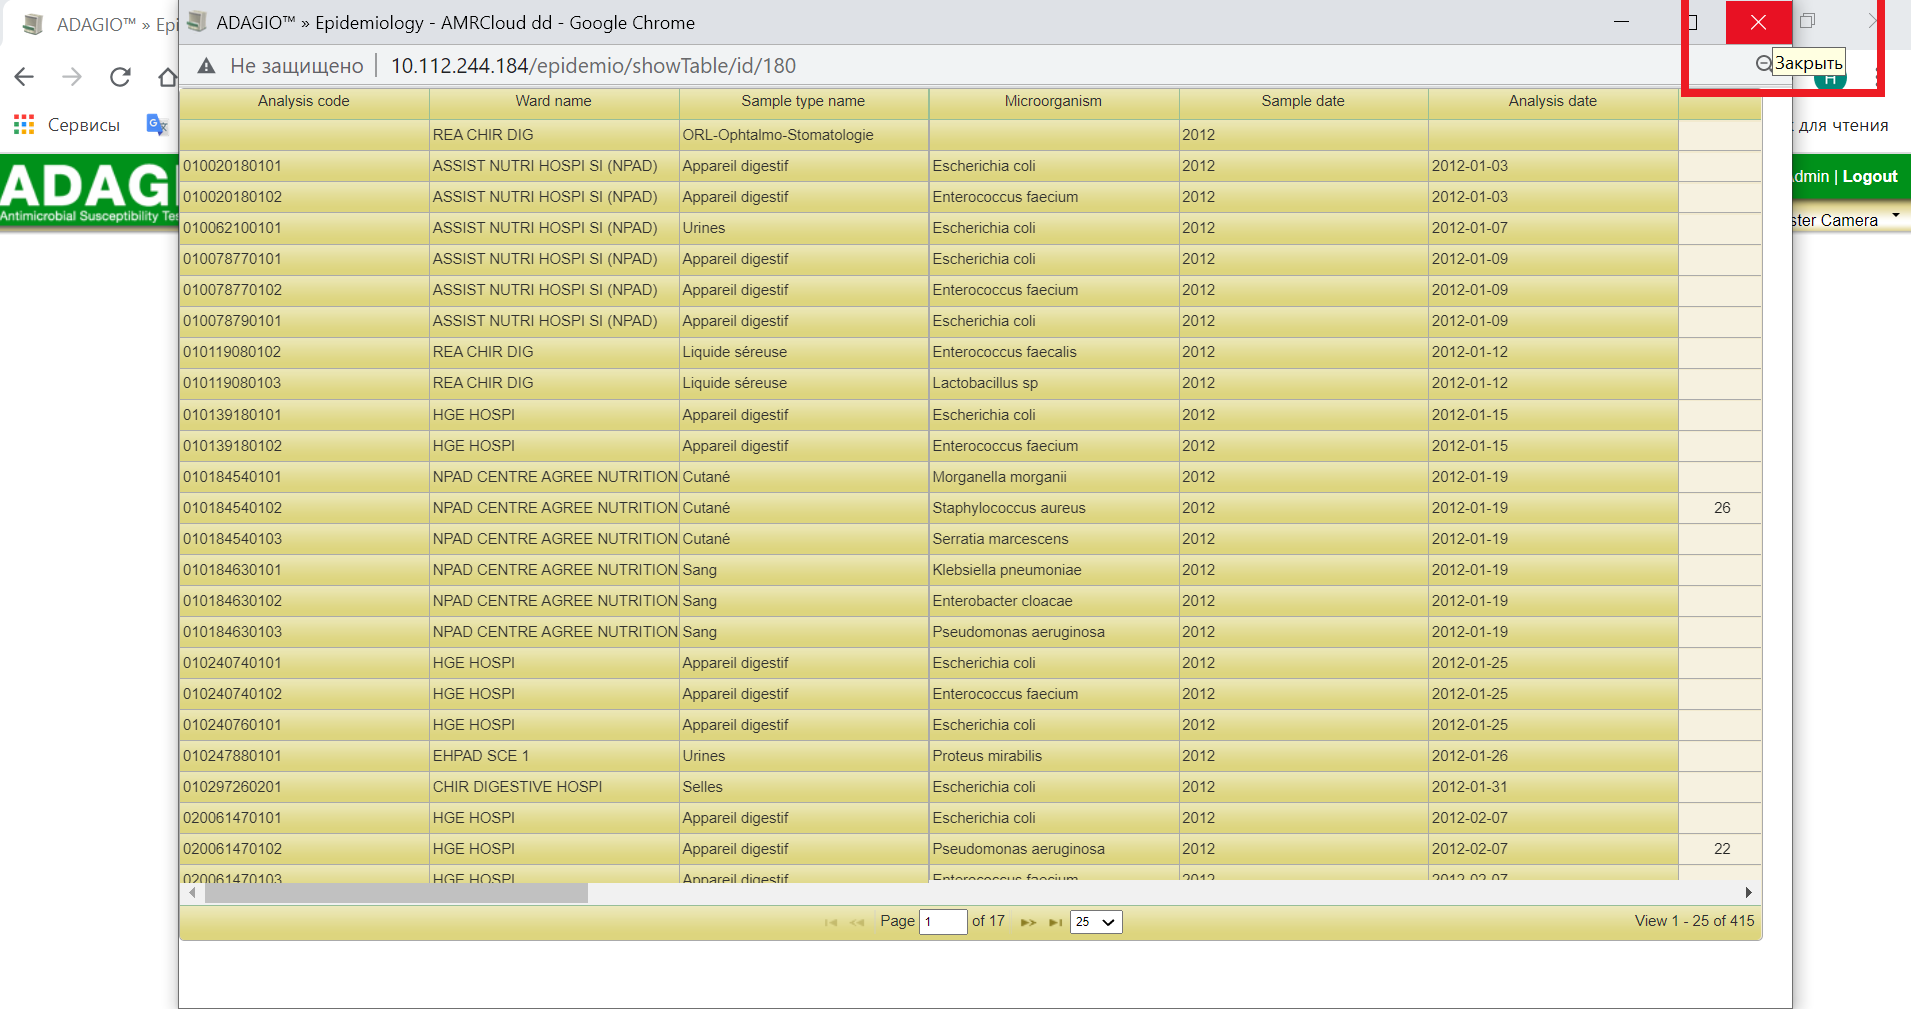 ADAGIO™ » Epi
ADAGIO™ » Epidemiology - AMRCloud dd - Google Chrome
Не защищено | 10.112.244.184/epidemio/showTable/id/180
Закрыть
H
Сервисы
для чтения
ADAGI
Antimicrobial Susceptibility Te
dmin | Logout
ster Camera
Analysis code Ward name Sample type name Microorganism Sample date Analysis date
REA CHIR DIG ORL-Ophtalmo-Stomatologie 2012
010020180101 ASSIST NUTRI HOSPI SI (NPAD) Appareil digestif Escherichia coli 2012 2012-01-03
010020180102 ASSIST NUTRI HOSPI SI (NPAD) Appareil digestif Enterococcus faecium 2012 2012-01-03
010062100101 ASSIST NUTRI HOSPI SI (NPAD) Urines Escherichia coli 2012 2012-01-07
010078770101 ASSIST NUTRI HOSPI SI (NPAD) Appareil digestif Escherichia coli 2012 2012-01-09
010078770102 ASSIST NUTRI HOSPI SI (NPAD) Appareil digestif Enterococcus faecium 2012 2012-01-09
010078790101 ASSIST NUTRI HOSPI SI (NPAD) Appareil digestif Escherichia coli 2012 2012-01-09
010119080102 REA CHIR DIG Liquide séreuse Enterococcus faecalis 2012 2012-01-12
010119080103 REA CHIR DIG Liquide séreuse Lactobacillus sp 2012 2012-01-12
010139180101 HGE HOSPI Appareil digestif Escherichia coli 2012 2012-01-15
010139180102 HGE HOSPI Appareil digestif Enterococcus faecium 2012 2012-01-15
010184540101 NPAD CENTRE AGREE NUTRITION Cutané Morganella morganii 2012 2012-01-19
010184540102 NPAD CENTRE AGREE NUTRITION Cutané Staphylococcus aureus 2012 2012-01-19 26
010184540103 NPAD CENTRE AGREE NUTRITION Cutané Serratia marcescens 2012 2012-01-19
010184630101 NPAD CENTRE AGREE NUTRITION Sang Klebsiella pneumoniae 2012 2012-01-19
010184630102 NPAD CENTRE AGREE NUTRITION Sang Enterobacter cloacae 2012 2012-01-19
010184630103 NPAD CENTRE AGREE NUTRITION Sang Pseudomonas aeruginosa 2012 2012-01-19
010240740101 HGE HOSPI Appareil digestif Escherichia coli 2012 2012-01-25
010240740102 HGE HOSPI Appareil digestif Enterococcus faecium 2012 2012-01-25
010240760101 HGE HOSPI Appareil digestif Escherichia coli 2012 2012-01-25
010247880101 EHPAD SCE 1 Urines Proteus mirabilis 2012 2012-01-26
010297260201 CHIR DIGESTIVE HOSPI Selles Escherichia coli 2012 2012-01-31
020061470101 HGE HOSPI Appareil digestif Escherichia coli 2012 2012-02-07
020061470102 HGE HOSPI Appareil digestif Pseudomonas aeruginosa 2012 2012-02-07 22
020061470103 HGE HOSPI Appareil digestif Enterococcus faecium 2012 2012-02-07
Page 1 of 17 25 View 1 - 25 of 415